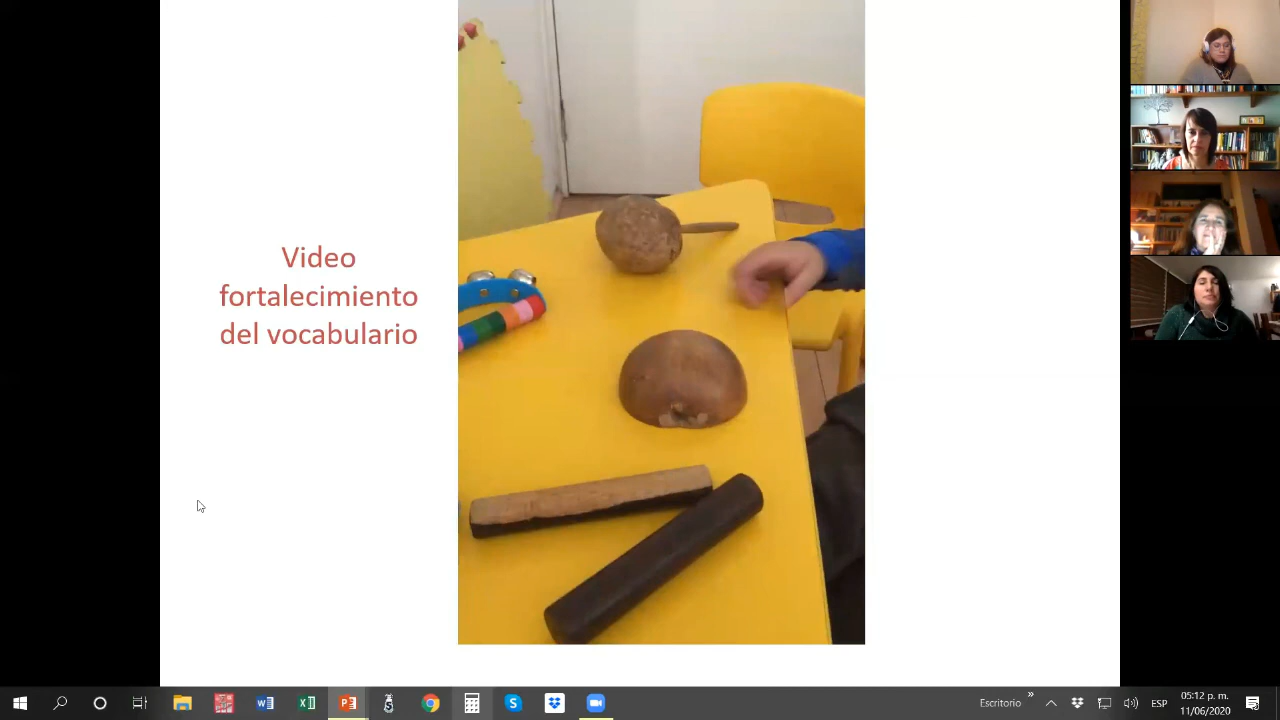 Video
fortalecimiento
del vocabulario
Escritorio
»
ESP
05:12 p. m.
11/06/2020